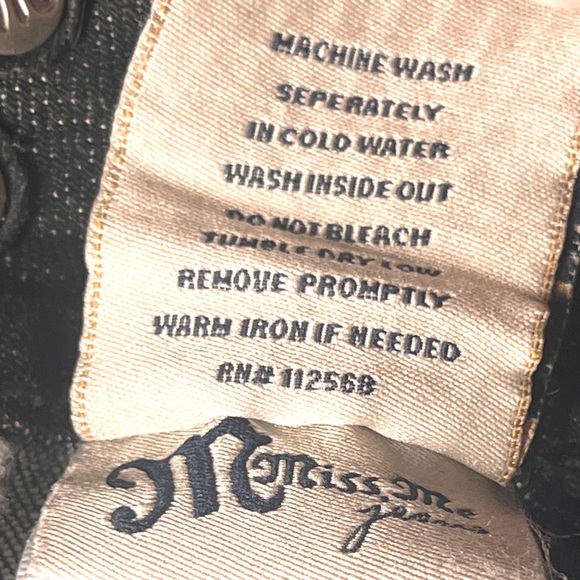 MACHINE WASH
SEPERATELY
IN COLD WATER
WASH INSIDE OUT
DO NOT BLEACH
TUMBLE DRY LOW
REMOVE PROMPTLY
WARM IRON IF NEEDED
RN# 112568
M Miss Me
jeans